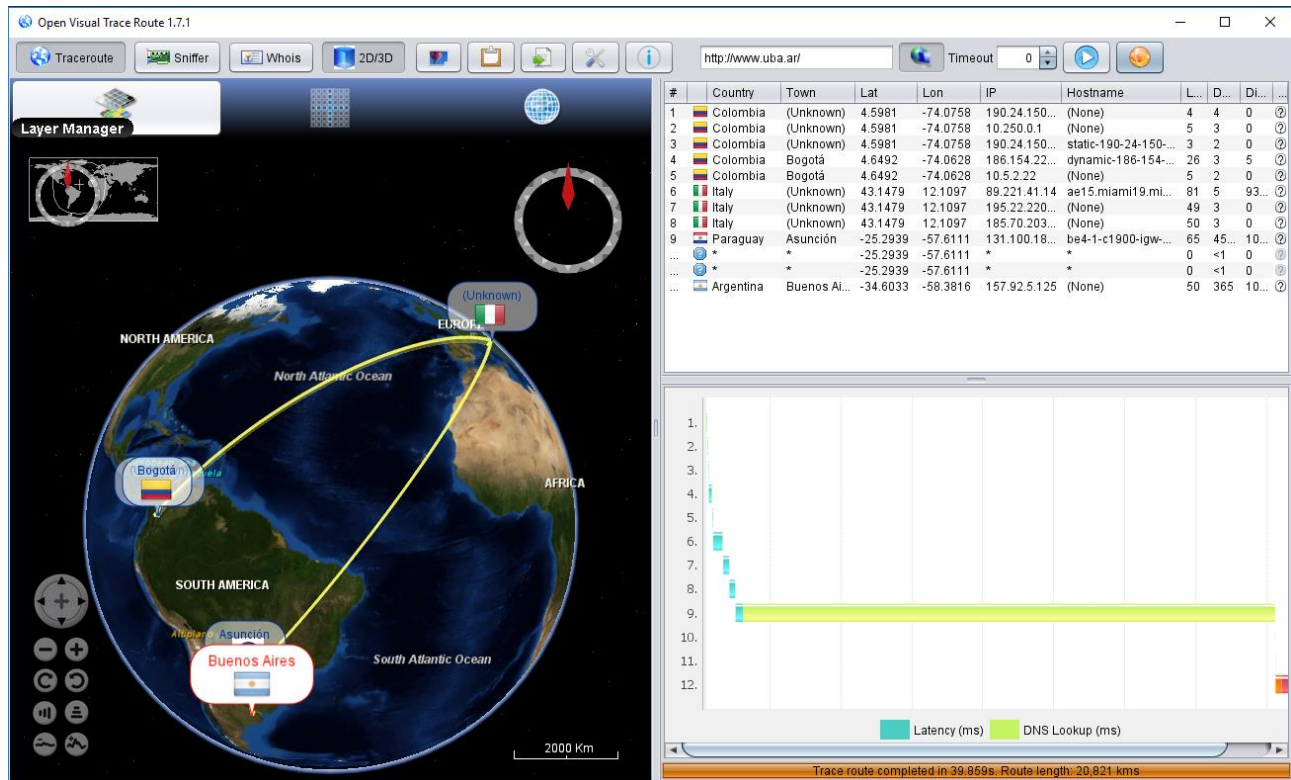 Open Visual Trace Route 1.7.1
Traceroute Sniffer Whois 2D/3D http://www.uba.ar/ Timeout 0
Layer Manager
(Unknown)
EUROPE
NORTH AMERICA
North Atlantic Ocean
Bogotá
AFRICA
SOUTH AMERICA
Altiplano
Asunción
Buenos Aires
South Atlantic Ocean
2000 Km
# Country Town Lat Lon IP Hostname L... D... Di... ...
1 Colombia (Unknown) 4.5981 -74.0758 190.24.150... (None) 4 4 0
2 Colombia (Unknown) 4.5981 -74.0758 10.250.0.1 (None) 5 3 0
3 Colombia (Unknown) 4.5981 -74.0758 190.24.150... static-190-24-150-... 3 2 0
4 Colombia Bogotá 4.6492 -74.0628 186.154.22... dynamic-186-154-... 26 3 5
5 Colombia Bogotá 4.6492 -74.0628 10.5.2.22 (None) 5 2 0
6 Italy (Unknown) 43.1479 12.1097 89.221.41.14 ae15.miami19.mi... 81 5 93...
7 Italy (Unknown) 43.1479 12.1097 195.22.220... (None) 49 3 0
8 Italy (Unknown) 43.1479 12.1097 185.70.203... (None) 50 3 0
9 Paraguay Asunción -25.2939 -57.6111 131.100.18... be4-1-c1900-igw-... 65 45... 10...
... * * -25.2939 -57.6111 * * 0 <1 0
... * * -25.2939 -57.6111 * * 0 <1 0
... Argentina Buenos Ai... -34.6033 -58.3816 157.92.5.125 (None) 50 365 10...
1.
2.
3.
4.
5.
6.
7.
8.
9.
10.
11.
12.
Latency (ms) DNS Lookup (ms)
Trace route completed in 39.859s. Route length: 20,821 kms